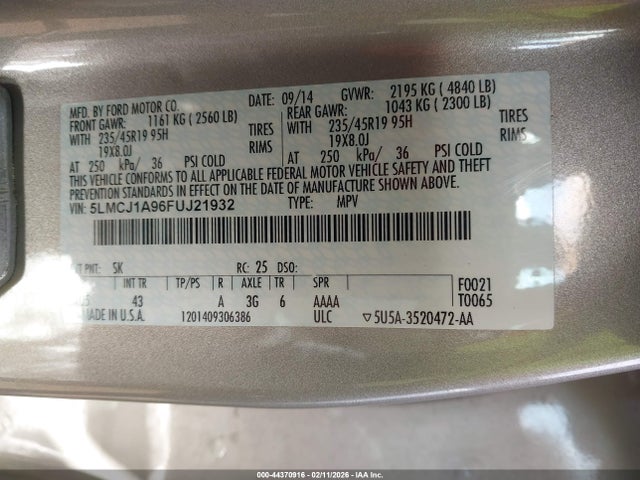 MFD. BY FORD MOTOR CO. DATE: 09/14 GVWR: 2195 KG ( 4840 LB)
FRONT GAWR: 1161 KG ( 2560 LB) REAR GAWR: 1043 KG ( 2300 LB)
WITH 235/45R19 95H TIRES WITH 235/45R19 95H TIRES
19X8.0J RIMS 19X8.0J RIMS
AT 250 kPa/ 36 PSI COLD AT 250 kPa/ 36 PSI COLD
THIS VEHICLE CONFORMS TO ALL APPLICABLE FEDERAL MOTOR VEHICLE SAFETY AND THEFT
PREVENTION STANDARDS IN EFFECT ON THE DATE OF MANUFACTURE SHOWN ABOVE.
VIN: 5LMCJ1A96FUJ21932 TYPE: MPV
PNT: SK RC: 25 DSO: F0021
INT TR TP/PS R AXLE TR SPR T0065
43 A 3G 6 AAAA
MADE IN U.S.A. 1201409306386 ULC ▽5U5A-3520472-AA
000-44370916 - 02/11/2026 - IAA Inc.